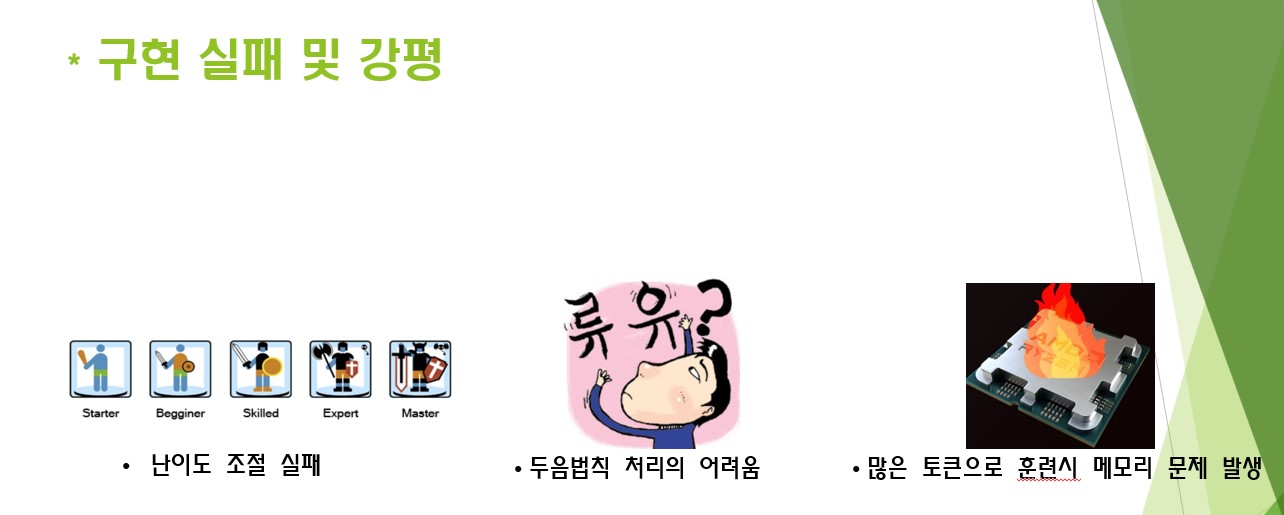 * 구현 실패 및 강평
류 유?
AMD
RYZEN
Starter Begginer Skilled Expert Master
• 난이도 조절 실패
• 두음법칙 처리의 어려움
• 많은 토큰으로 훈련시 메모리 문제 발생